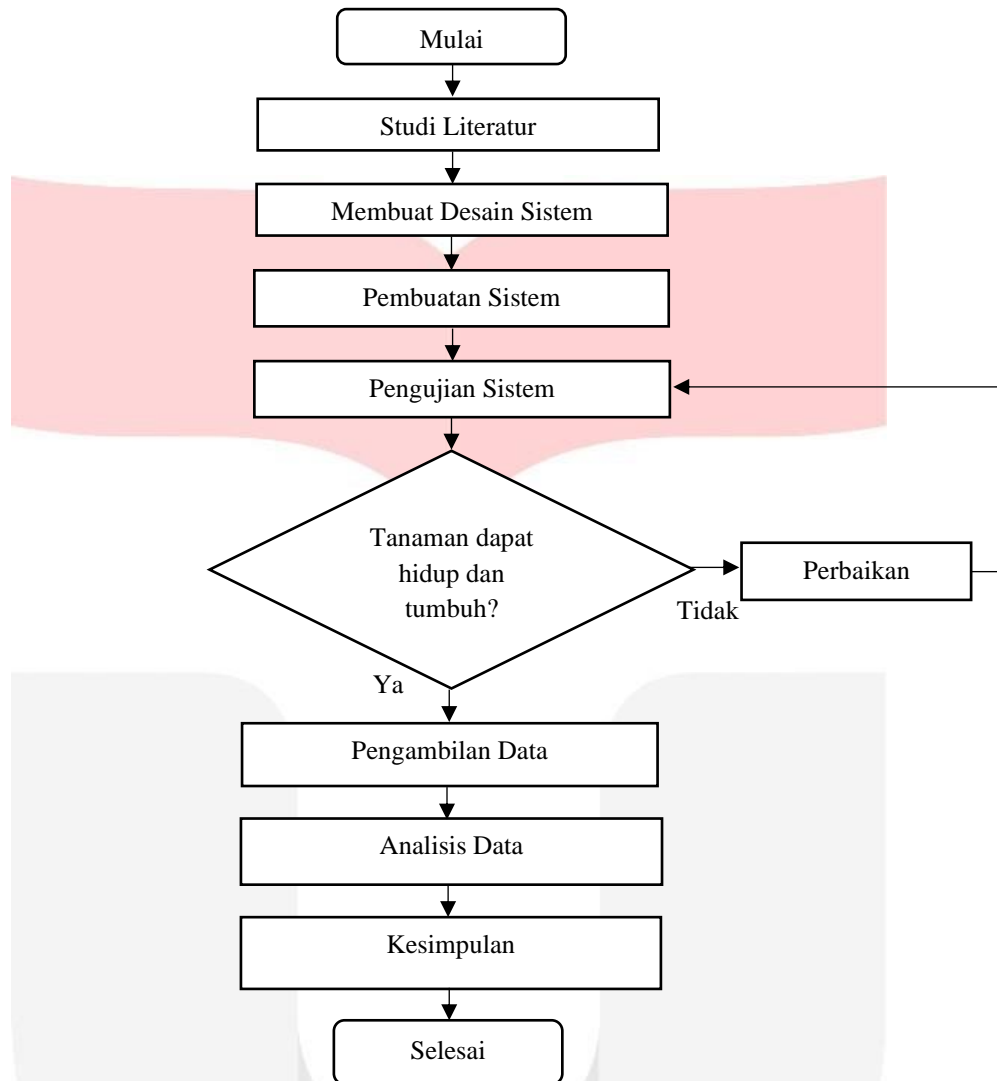 Mulai
Studi Literatur
Membuat Desain Sistem
Pembuatan Sistem
Pengujian Sistem
Tanaman dapat
hidup dan
tumbuh?
Perbaikan
Tidak
Ya
Pengambilan Data
Analisis Data
Kesimpulan
Selesai